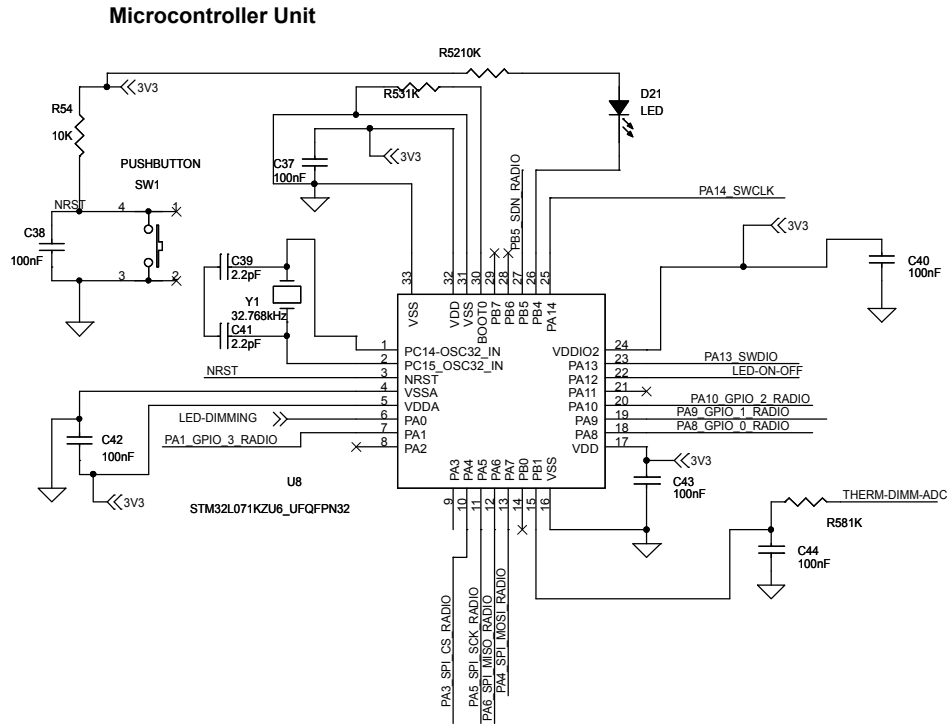 Microcontroller Unit
R5210K
3V3
R531K
D21
LED
R54
10K
3V3
PUSHBUTTON
SW1
C37
100nF
PB5_SDN_RADIO
PA14_SWCLK
NRST
4
1
3V3
C38
100nF
3
2
C39
2.2pF
C40
100nF
Y1
32.768kHz
C41
2.2pF
33
32
31
30
29
28
27
26
25
VSS
VDD
VSS
BOOT0
PB7
PB6
PB5
PB4
PA14
1
PC14-OSC32_IN
VDDIO2
24
2
PC15_OSC32_IN
PA13
23
PA13_SWDIO
NRST
3
NRST
PA12
22
LED-ON-OFF
4
VSSA
PA11
21
5
VDDA
PA10
20
PA10_GPIO_2_RADIO
LED-DIMMING
6
PA0
PA9
19
PA9_GPIO_1_RADIO
PA1_GPIO_3_RADIO
7
PA1
PA8
18
PA8_GPIO_0_RADIO
8
PA2
VDD
17
C42
100nF
3V3
3V3
C43
100nF
U8
STM32L071KZU6_UFQFPN32
PA3
PA4
PA5
PA6
PA7
PB0
PB1
VSS
9
10
11
12
13
14
15
16
THERM-DIMM-ADC
R581K
C44
100nF
PA3_SPI_CS_RADIO
PA5_SPI_SCK_RADIO
PA6_SPI_MISO_RADIO
PA4_SPI_MOSI_RADIO